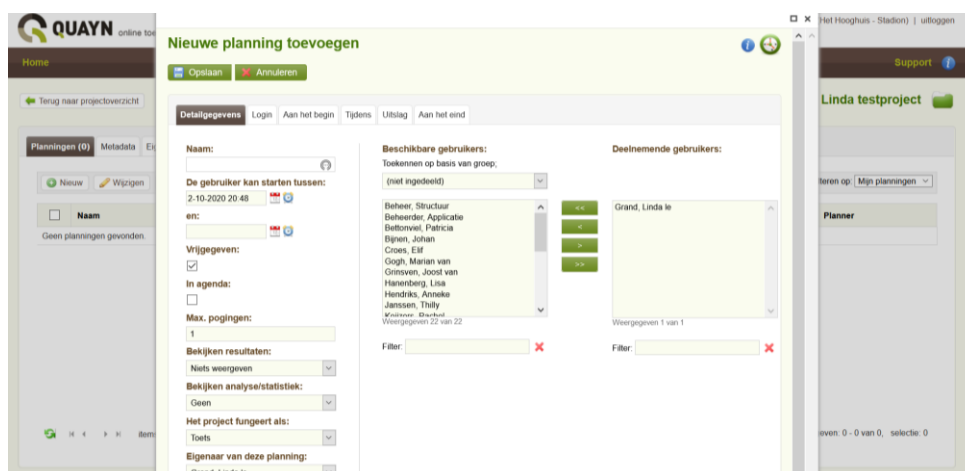 QUAYN online toe
Het Hooghuis - Stadion) | uitloggen
Home
Support
Terug naar projectoverzicht
Linda testproject
Planningen (0) Metadata Ei
Nieuw Wijzigen
teren op: Mijn planningen
Naam
Planner
Geen planningen gevonden.
items
even: 0 - 0 van 0, selectie: 0
Nieuwe planning toevoegen
Opslaan Annuleren
Detailgegevens Login Aan het begin Tijdens Uitslag Aan het eind
Naam:
De gebruiker kan starten tussen:
2-10-2020 20:48
en:
Vrijgegeven:
In agenda:
Max. pogingen:
1
Bekijken resultaten:
Niets weergeven
Bekijken analyse/statistiek:
Geen
Het project fungeert als:
Toets
Eigenaar van deze planning:
Grand, Linda le
Beschikbare gebruikers:
Toekennen op basis van groep;
(niet ingedeeld)
Beheer, Structuur
Beheerder, Applicatie
Bettonviel, Patricia
Bijnen, Johan
Croes, Elif
Gogh, Marian van
Grinsven, Joost van
Hanenberg, Lisa
Hendriks, Anneke
Janssen, Thilly
Weergegeven 22 van 22
Filter:
<<
<
>
>>
Deelnemende gebruikers:
Grand, Linda le
Weergegeven 1 van 1
Filter: